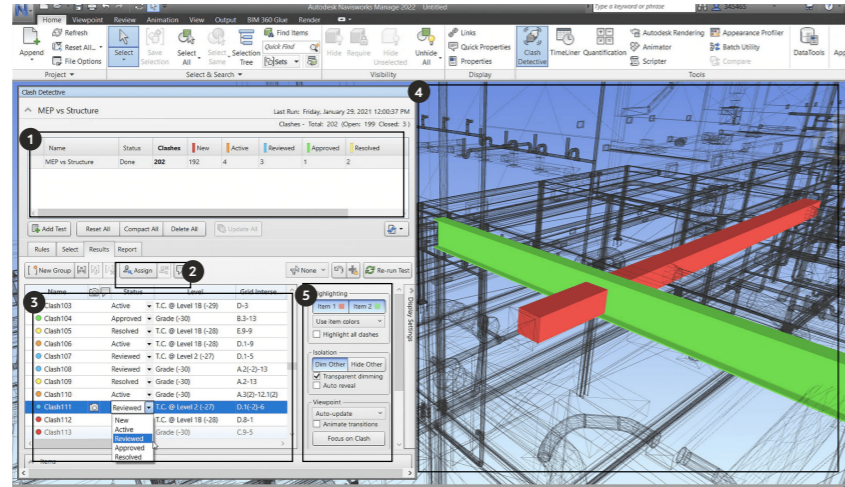 Autodesk Navisworks Manage 2022 Untitled
Type a keyword or phrase
345465
Home Viewpoint Review Animation View Output BIM 360 Glue Render
Append
Refresh
Reset All...
File Options
Project
Select
Save Selection
Select All
Select Same
Selection Tree
Find Items
Quick Find
Sets
Select & Search
Hide Require Hide Unselected Unhide All
Visibility
Links
Quick Properties
Properties
Display
Clash Detective
TimeLiner Quantification
Autodesk Rendering
Animator
Scripter
Appearance Profiler
Batch Utility
Compare
Tools
DataTools
App
Clash Detective
4
MEP vs Structure
Last Run: Friday, January 29, 2021 12:00:37 PM
Clashes - Total: 202 (Open: 199 Closed: 3)
1
Name Status Clashes New Active Reviewed Approved Resolved
MEP vs Structure Done 202 192 4 3 1 2
Add Test Reset All Compact All Delete All Update All
Rules Select Results Report
2
New Group Assign None Re-run Test
3
Name Status Level Grid Interse
Clash103 Active T.C. @ Level 1B (-29) D-3
Clash104 Approved Grade (-30) B.3-13
Clash105 Resolved T.C. @ Level 1B (-28) E.9-9
Clash106 Active T.C. @ Level 1B (-28) D.1-9
Clash107 Reviewed T.C. @ Level 2 (-27) D.1-5
Clash108 Reviewed Grade (-30) A.2(-2)-13
Clash109 Resolved Grade (-30) A.2-13
Clash110 Active Grade (-30) A.3(2)-12.1(2)
Clash111 Reviewed T.C. @ Level 2 (-27) D.1(-2)-6
Clash112 New T.C. @ Level 1B (-28) D.8-1
Clash113 Active Grade (-30) C.9-5
Reviewed
Approved
Resolved
Items
5
Highlighting
Item 1 Item 2
Use item colors
Highlight all clashes
Isolation
Dim Other Hide Other
Transparent dimming
Auto reveal
Viewpoint
Auto-update
Animate transitions
Focus on Clash
Display Settings